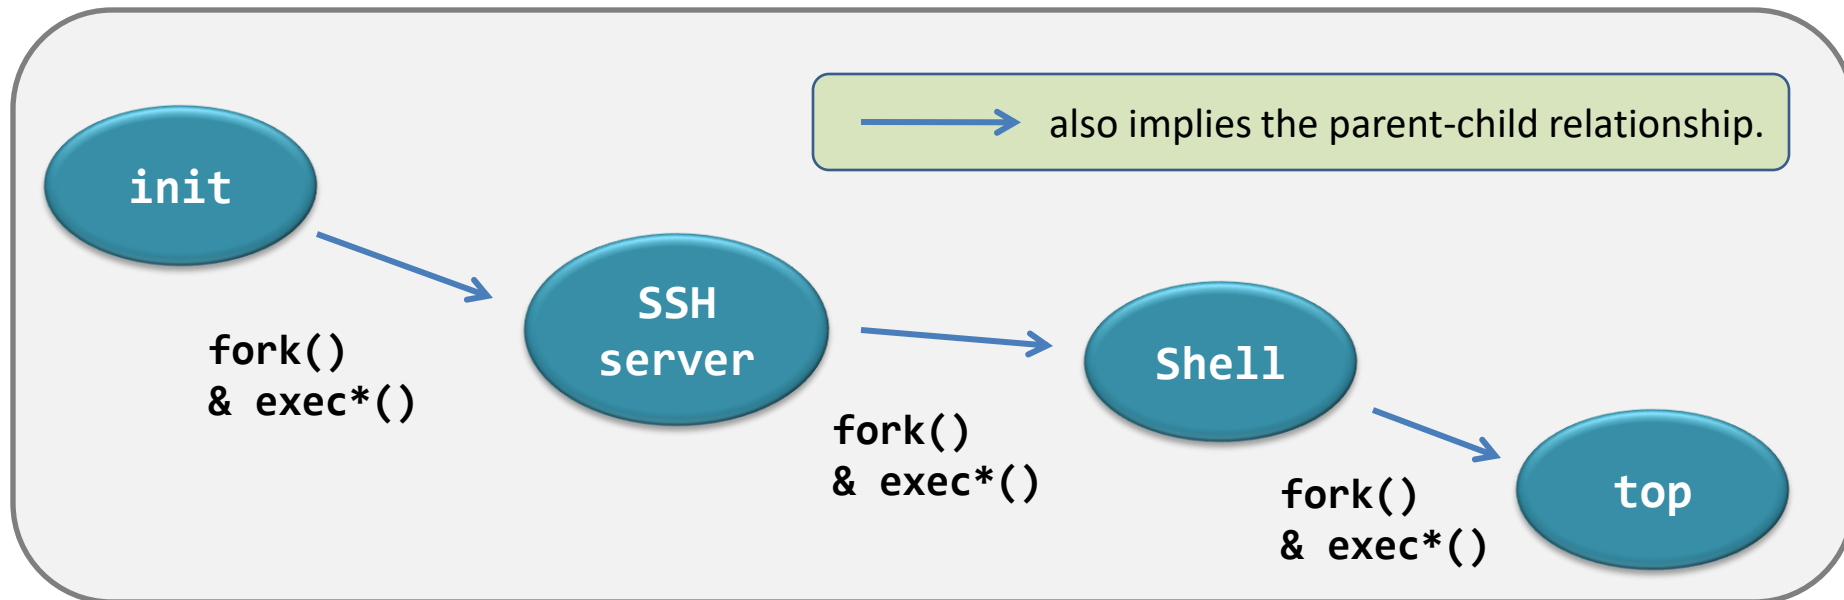 also implies the parent-child relationship.
init
fork()
& exec*()
SSH
server
fork()
& exec*()
Shell
fork()
& exec*()
top